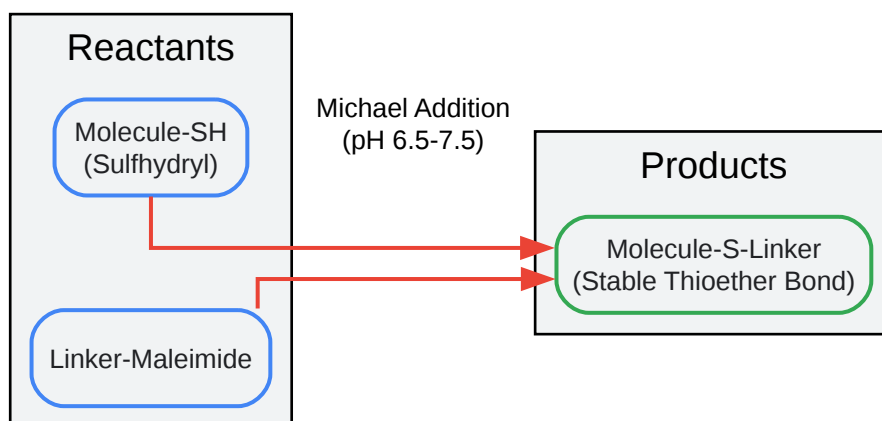 Reactants
Molecule-SH
(Sulfhydryl)
Linker-Maleimide
Michael Addition
(pH 6.5-7.5)
Products
Molecule-S-Linker
(Stable Thioether Bond)